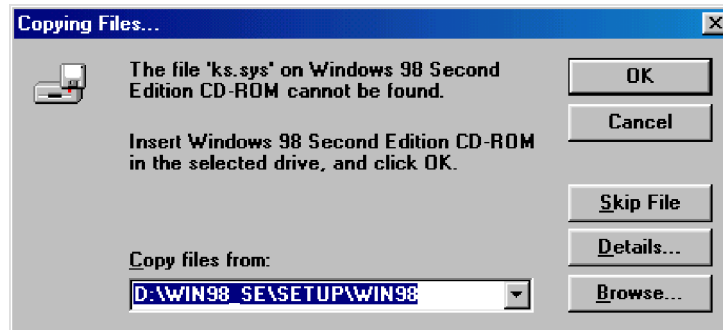 Copying Files...
The file 'ks.sys' on Windows 98 Second
Edition CD-ROM cannot be found.
Insert Windows 98 Second Edition CD-ROM
in the selected drive, and click OK.
Copy files from:
D:\WIN98_SE\SETUP\WIN98
OK
Cancel
Skip File
Details...
Browse...